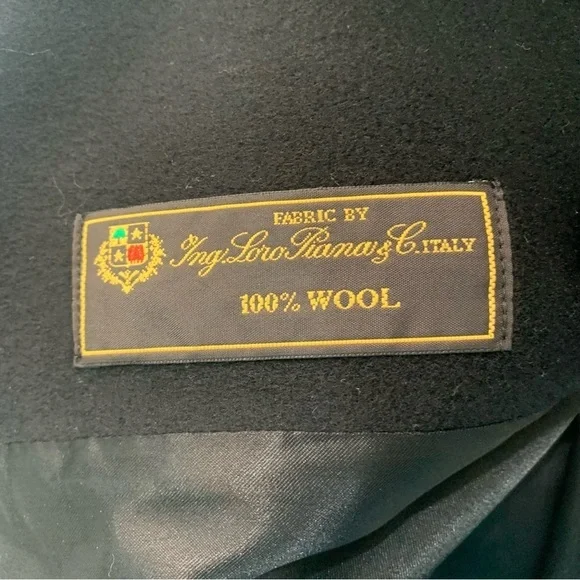 FABRIC BY
Ing. Loro Piana & C. ITALY
100% WOOL